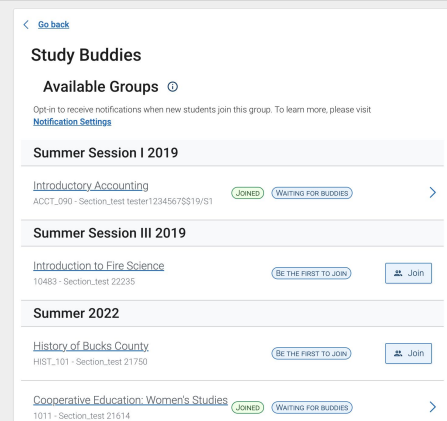 Go back
Study Buddies
Available Groups
Opt-in to receive notifications when new students join this group. To learn more, please visit
Notification Settings
Summer Session I 2019
Introductory Accounting
JOINED WAITING FOR BUDDIES
ACCT_090 - Section_test tester1234567$$19/S1
Summer Session III 2019
Introduction to Fire Science
BE THE FIRST TO JOIN Join
10483 - Section_test 22235
Summer 2022
History of Bucks County
BE THE FIRST TO JOIN Join
HIST_101 - Section_test 21750
Cooperative Education: Women's Studies
JOINED WAITING FOR BUDDIES
1011 - Section_test 21614